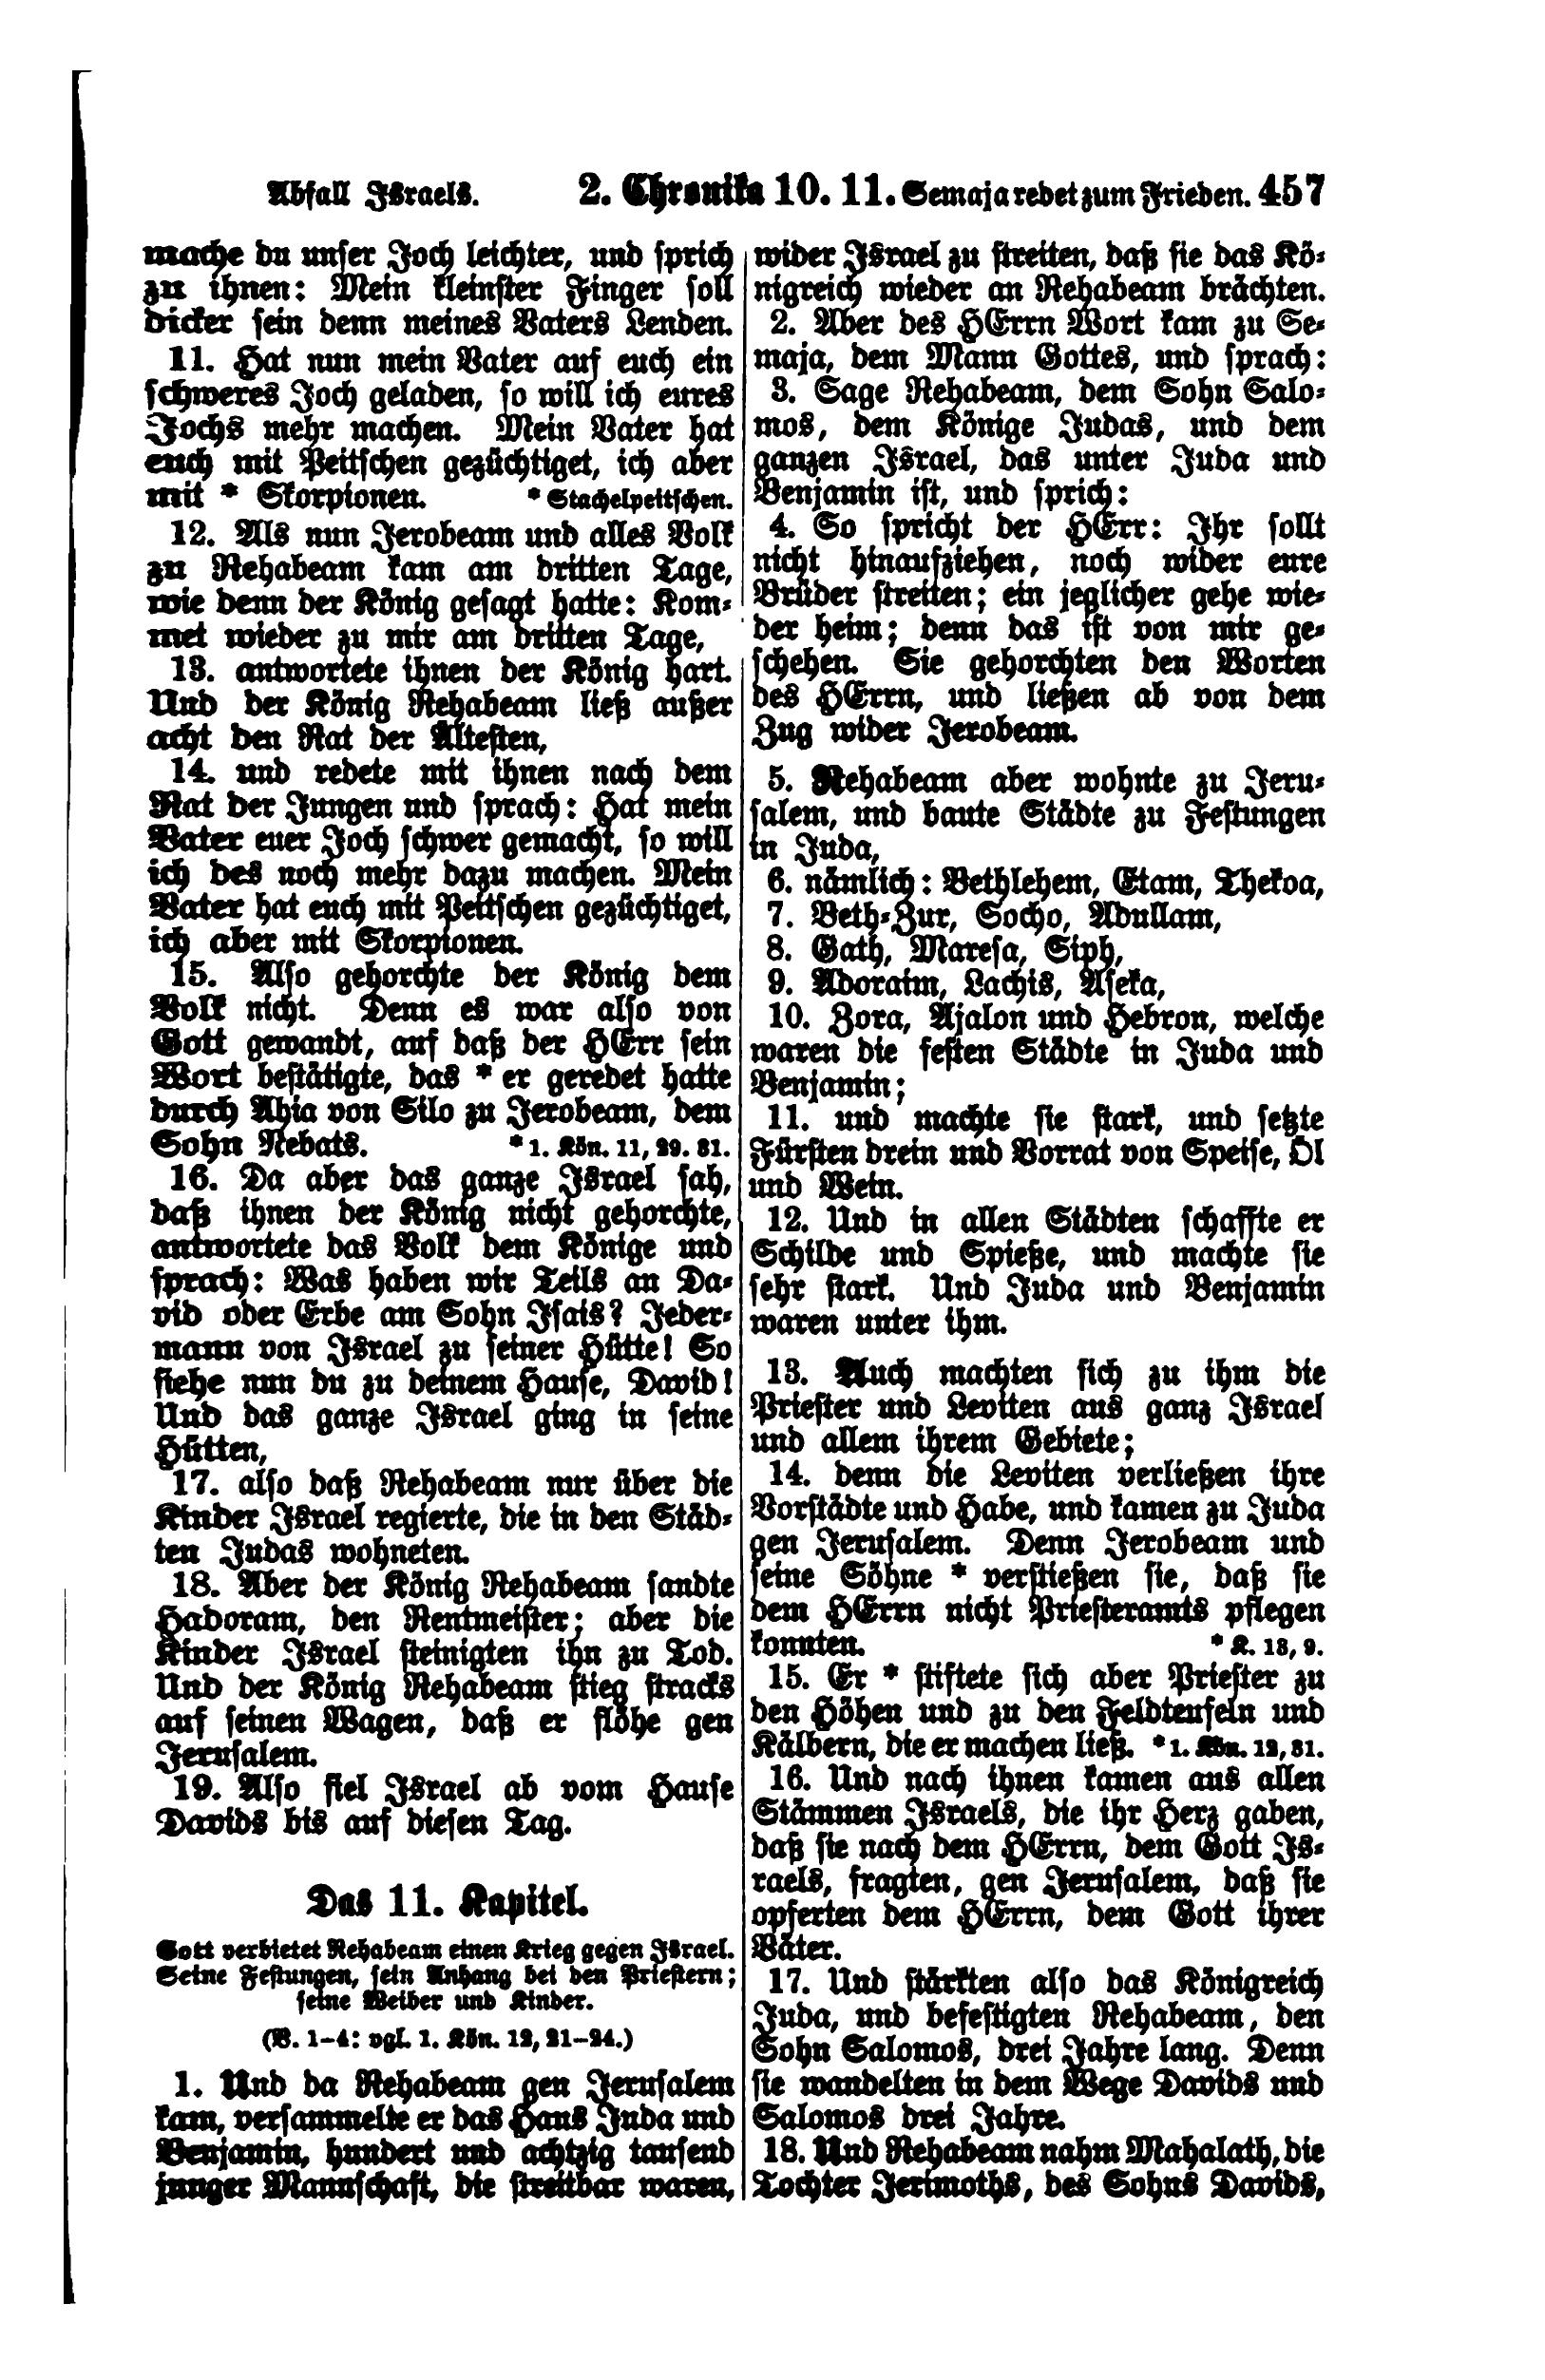 Abfall Israels. 2. Chronika 10. 11. Semaja redet zum Frieden. 457
mache du unser Joch leichter, und sprich
zu ihnen: Mein kleinster Finger soll
dicker sein denn meines Vaters Lenden.
11. Hat nun mein Vater auf euch ein
schweres Joch geladen, so will ich eures
Jochs mehr machen. Mein Vater hat
euch mit Peitschen gezüchtiget, ich aber
mit * Skorpionen. * Stachelpeitschen.
12. Als nun Jerobeam und alles Volk
zu Rehabeam kam am dritten Tage,
wie denn der König gesagt hatte: Kom-
met wieder zu mir am dritten Tage,
13. antwortete ihnen der König hart.
Und der König Rehabeam ließ außer
acht den Rat der Ältesten,
14. und redete mit ihnen nach dem
Rat der Jungen und sprach: Hat mein
Vater euer Joch schwer gemacht, so will
ich des noch mehr dazu machen. Mein
Vater hat euch mit Peitschen gezüchtiget,
ich aber mit Skorpionen.
15. Also gehorchte der König dem
Volk nicht. Denn es war also von
Gott gewandt, auf daß der HErr sein
Wort bestätigte, das * er geredet hatte
durch Ahia von Silo zu Jerobeam, dem
Sohn Nebats. * 1. Kön. 11, 29. 31.
16. Da aber das ganze Israel sah,
daß ihnen der König nicht gehorchte,
antwortete das Volk dem Könige und
sprach: Was haben wir Teils an Da-
vid oder Erbe am Sohn Isais? Jeder-
mann von Israel zu seiner Hütte! So
siehe nun du zu deinem Hause, David!
Und das ganze Israel ging in seine
Hütten,
17. also daß Rehabeam nur über die
Kinder Israel regierte, die in den Städ-
ten Judas wohneten.
18. Aber der König Rehabeam sandte
Hadoram, den Rentmeister; aber die
Kinder Israel steinigten ihn zu Tod.
Und der König Rehabeam stieg stracks
auf seinen Wagen, daß er flöhe gen
Jerusalem.
19. Also fiel Israel ab vom Hause
Davids bis auf diesen Tag.
Das 11. Kapitel.
Gott verbietet Rehabeam einen Krieg gegen Israel.
Seine Festungen, sein Anhang bei den Priestern;
seine Weiber und Kinder.
(V. 1–4: vgl. 1. Kön. 12, 21–24.)
1. Und da Rehabeam gen Jerusalem
kam, versammelte er das Haus Juda und
Benjamin, hundert und achtzig tausend
junger Mannschaft, die streitbar waren,
wider Israel zu streiten, daß sie das Kö-
nigreich wieder an Rehabeam brächten.
2. Aber des HErrn Wort kam zu Se-
maja, dem Mann Gottes, und sprach:
3. Sage Rehabeam, dem Sohn Salo-
mos, dem Könige Judas, und dem
ganzen Israel, das unter Juda und
Benjamin ist, und sprich:
4. So spricht der HErr: Ihr sollt
nicht hinaufziehen, noch wider eure
Brüder streiten; ein jeglicher gehe wie-
der heim; denn das ist von mir ge-
schehen. Sie gehorchten den Worten
des HErrn, und ließen ab von dem
Zug wider Jerobeam.
5. Rehabeam aber wohnte zu Jeru-
salem, und baute Städte zu Festungen
in Juda,
6. nämlich: Bethlehem, Etam, Thekoa,
7. Beth-Zur, Socho, Adullam,
8. Gath, Maresa, Siph,
9. Adoraim, Lachis, Aseka,
10. Zora, Ajalon und Hebron, welche
waren die festen Städte in Juda und
Benjamin;
11. und machte sie stark, und setzte
Fürsten drein und Vorrat von Speise, Öl
und Wein.
12. Und in allen Städten schaffte er
Schilde und Spieße, und machte sie
sehr stark. Und Juda und Benjamin
waren unter ihm.
13. Auch machten sich zu ihm die
Priester und Leviten aus ganz Israel
und allem ihrem Gebiete;
14. denn die Leviten verließen ihre
Vorstädte und Habe, und kamen zu Juda
gen Jerusalem. Denn Jerobeam und
seine Söhne * verstießen sie, daß sie
dem HErrn nicht Priesteramts pflegen
konnten. * K. 13, 9.
15. Er * stiftete sich aber Priester zu
den Höhen und zu den Feldteufeln und
Kälbern, die er machen ließ. * 1. Kön. 12, 31.
16. Und nach ihnen kamen aus allen
Stämmen Israels, die ihr Herz gaben,
daß sie nach dem HErrn, dem Gott Is-
raels, fragten, gen Jerusalem, daß sie
opferten dem HErrn, dem Gott ihrer
Väter.
17. Und stärkten also das Königreich
Juda, und befestigten Rehabeam, den
Sohn Salomos, drei Jahre lang. Denn
sie wandelten in dem Wege Davids und
Salomos drei Jahre.
18. Und Rehabeam nahm Mahalath, die
Tochter Jerimoths, des Sohns Davids,